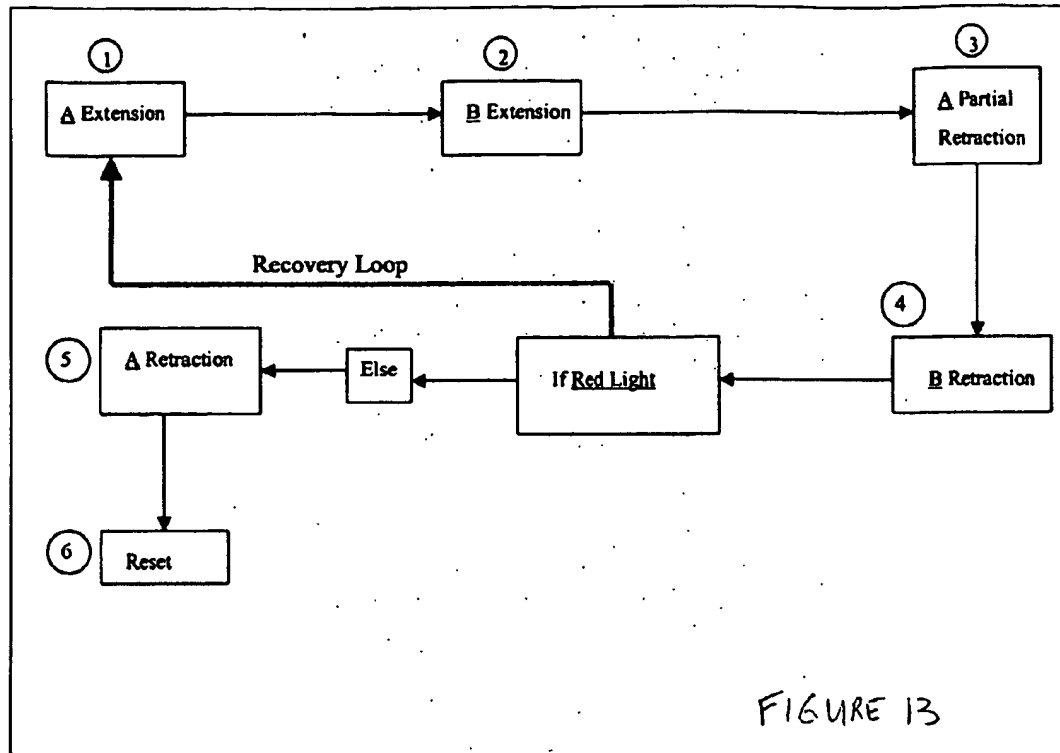 1
A Extension
2
B Extension
3
A Partial
Retraction
Recovery Loop
4
B Retraction
If Red Light
Else
5
A Retraction
6
Reset
FIGURE 13